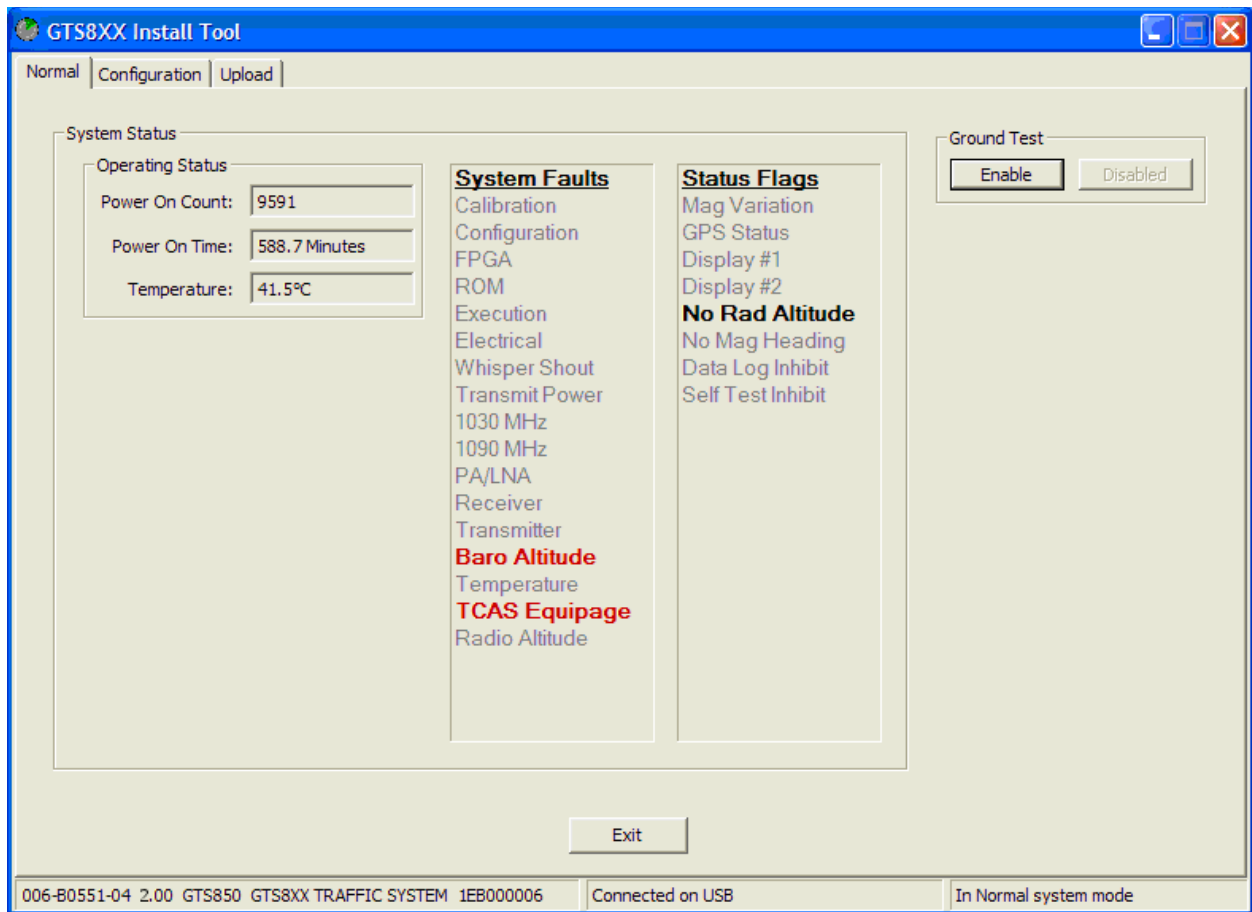 GTS8XX Install Tool
Normal
Configuration
Upload
System Status
Operating Status
Power On Count: 9591
Power On Time: 588.7 Minutes
Temperature: 41.5°C
System Faults
Calibration
Configuration
FPGA
ROM
Execution
Electrical
Whisper Shout
Transmit Power
1030 MHz
1090 MHz
PA/LNA
Receiver
Transmitter
Baro Altitude
Temperature
TCAS Equipage
Radio Altitude
Status Flags
Mag Variation
GPS Status
Display #1
Display #2
No Rad Altitude
No Mag Heading
Data Log Inhibit
Self Test Inhibit
Ground Test
Enable
Disabled
Exit
006-B0551-04 2.00 GTS850 GTS8XX TRAFFIC SYSTEM 1EB000006
Connected on USB
In Normal system mode